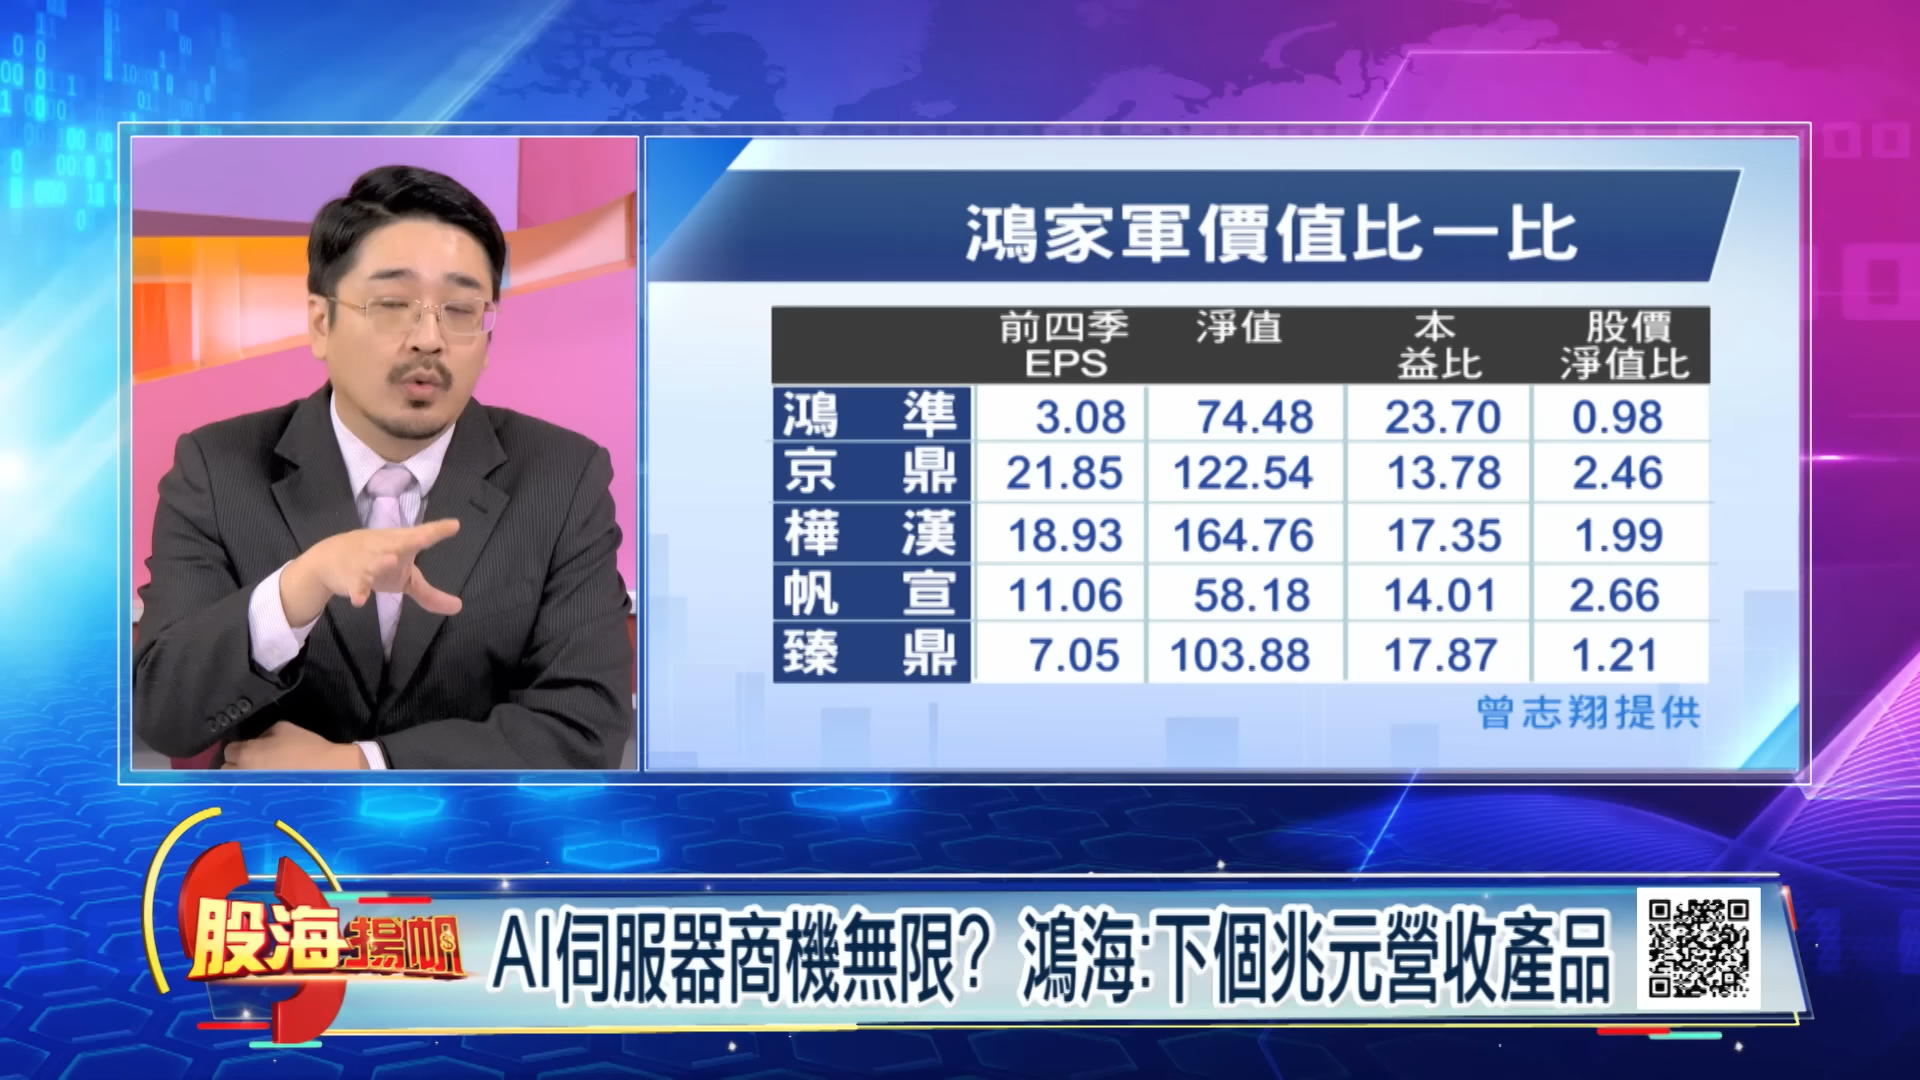 鴻家軍價值比一比
前四季EPS 淨值 本益比 股價淨值比
鴻準 3.08 74.48 23.70 0.98
京鼎 21.85 122.54 13.78 2.46
樺漢 18.93 164.76 17.35 1.99
帆宣 11.06 58.18 14.01 2.66
臻鼎 7.05 103.88 17.87 1.21
曾志翔提供
股海揚帆
AI伺服器商機無限? 鴻海:下個兆元營收產品